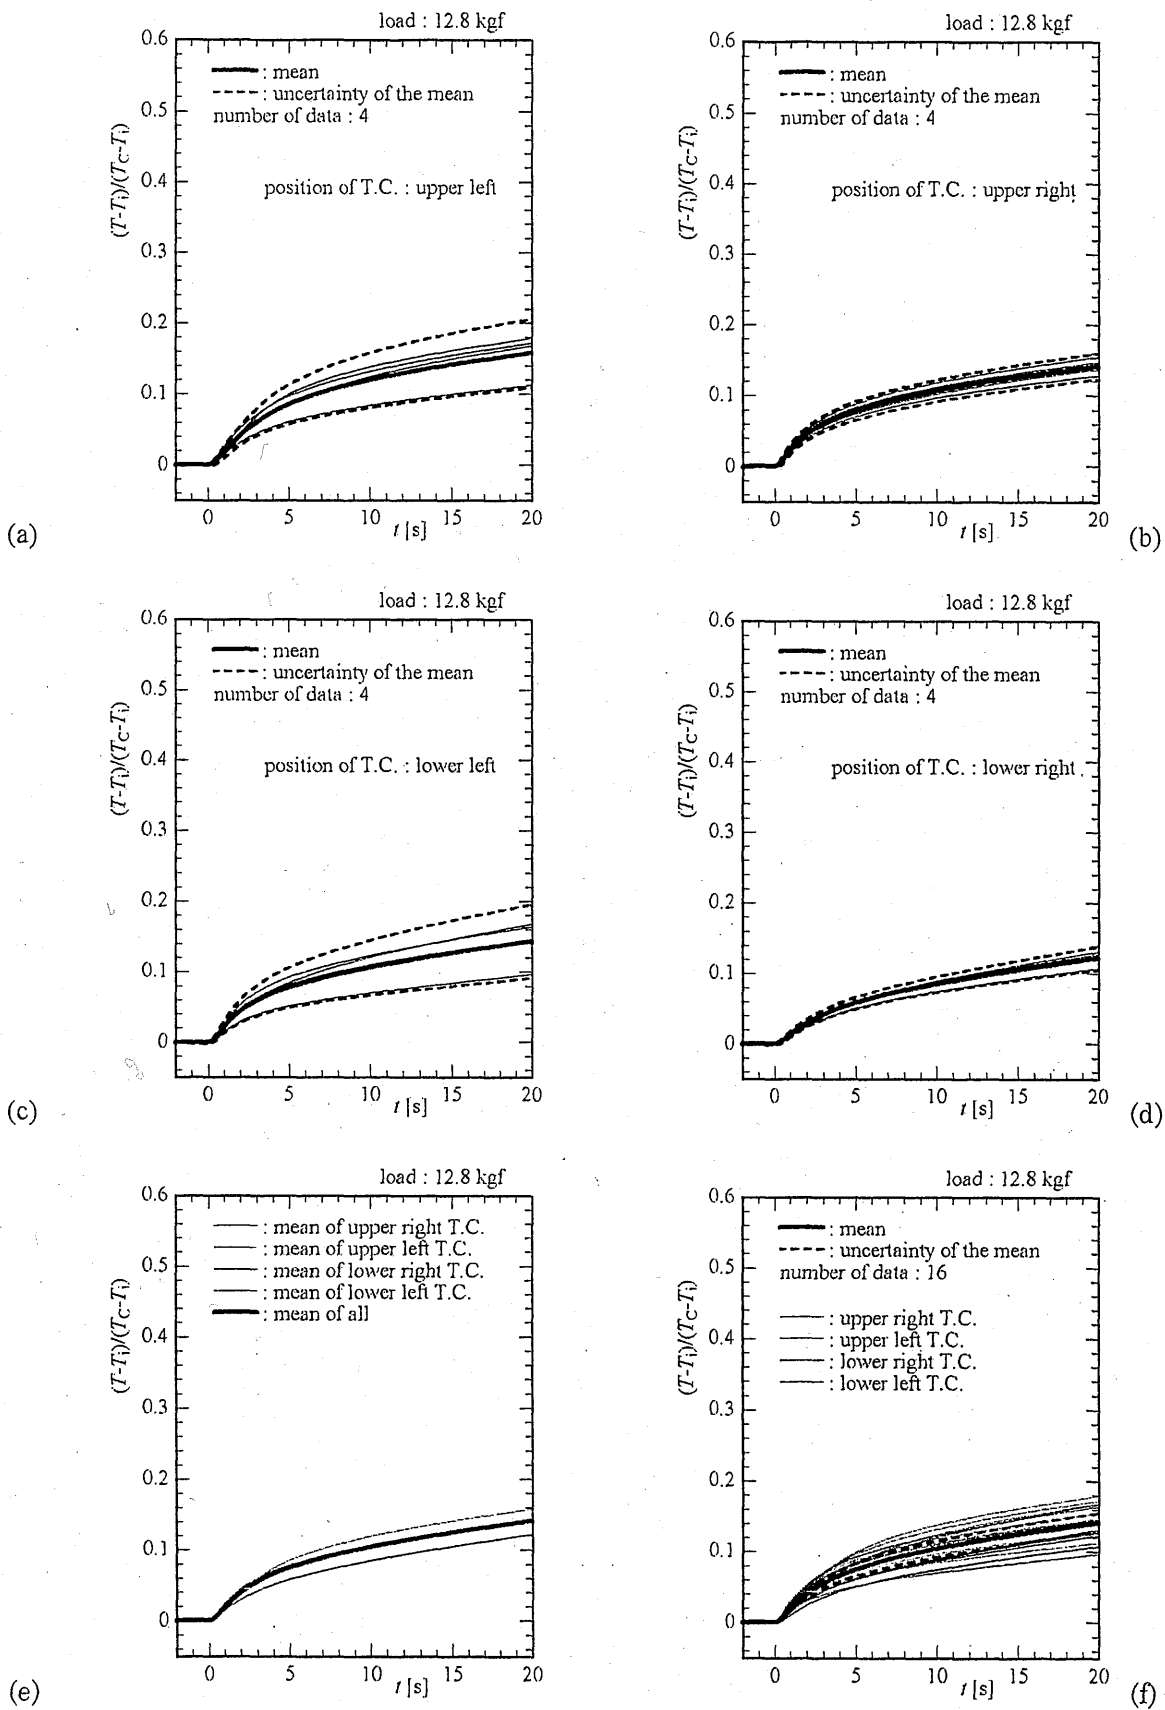 load : 12.8 kgf
0.6
0.5
0.4
0.3
0.2
0.1
0
(T-Ti)/(TC-Ti)
: mean
: uncertainty of the mean
number of data : 4
position of T.C. : upper left
0 5 10 15 20
t [s]
(a)
load : 12.8 kgf
0.6
0.5
0.4
0.3
0.2
0.1
0
(T-Ti)/(TC-Ti)
: mean
: uncertainty of the mean
number of data : 4
position of T.C. : upper right
0 5 10 15 20
t [s]
(b)
load : 12.8 kgf
0.6
0.5
0.4
0.3
0.2
0.1
0
(T-Ti)/(TC-Ti)
: mean
: uncertainty of the mean
number of data : 4
position of T.C. : lower left
0 5 10 15 20
t [s]
(c)
load : 12.8 kgf
0.6
0.5
0.4
0.3
0.2
0.1
0
(T-Ti)/(TC-Ti)
: mean
: uncertainty of the mean
number of data : 4
position of T.C. : lower right
0 5 10 15 20
t [s]
(d)
load : 12.8 kgf
0.6
0.5
0.4
0.3
0.2
0.1
0
(T-Ti)/(TC-Ti)
: mean of upper right T.C.
: mean of upper left T.C.
: mean of lower right T.C.
: mean of lower left T.C.
: mean of all
0 5 10 15 20
t [s]
(e)
load : 12.8 kgf
0.6
0.5
0.4
0.3
0.2
0.1
0
(T-Ti)/(TC-Ti)
: mean
: uncertainty of the mean
number of data : 16
: upper right T.C.
: upper left T.C.
: lower right T.C.
: lower left T.C.
0 5 10 15 20
t [s]
(f)